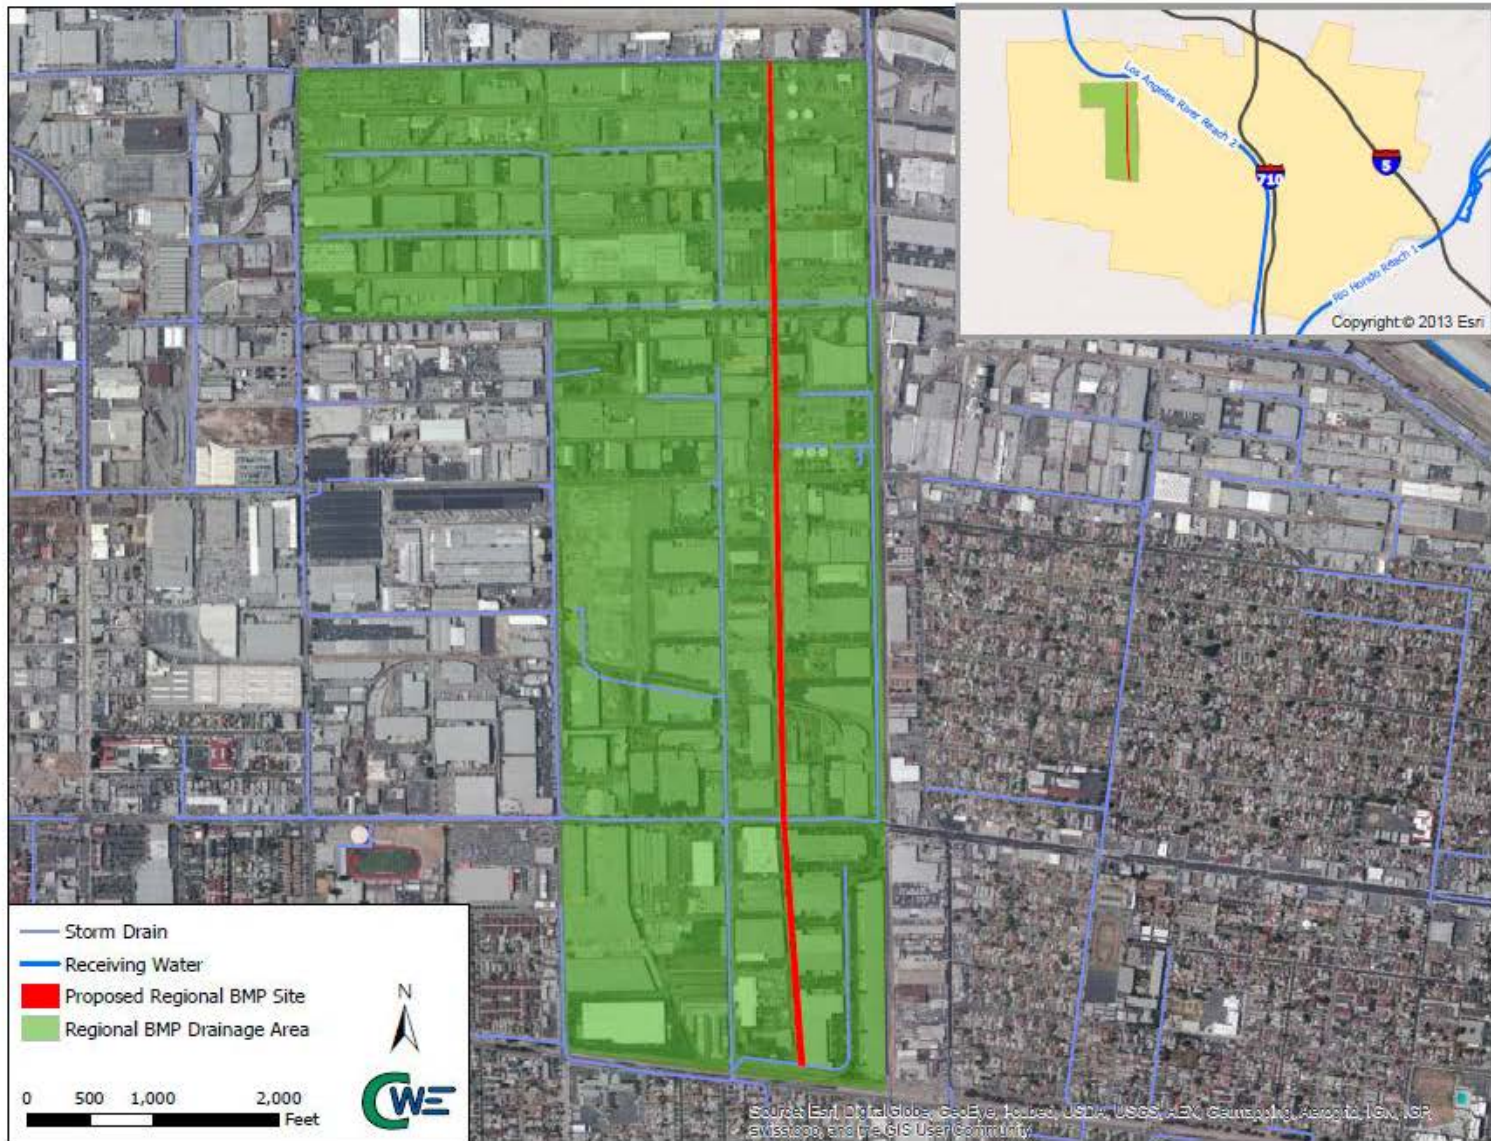 Los Angeles River Reach 2
710
5
Rio Hondo Reach 1
Copyright:© 2013 Esri
Storm Drain
Receiving Water
Proposed Regional BMP Site
Regional BMP Drainage Area
N
0 500 1,000 2,000
Feet
CWE
Source: Esri, DigitalGlobe, GeoEye, i-cubed, USDA, USGS, AEX, Getmapping, Aerogrid, IGN, IGP,
swisstopo, and the GIS User Community